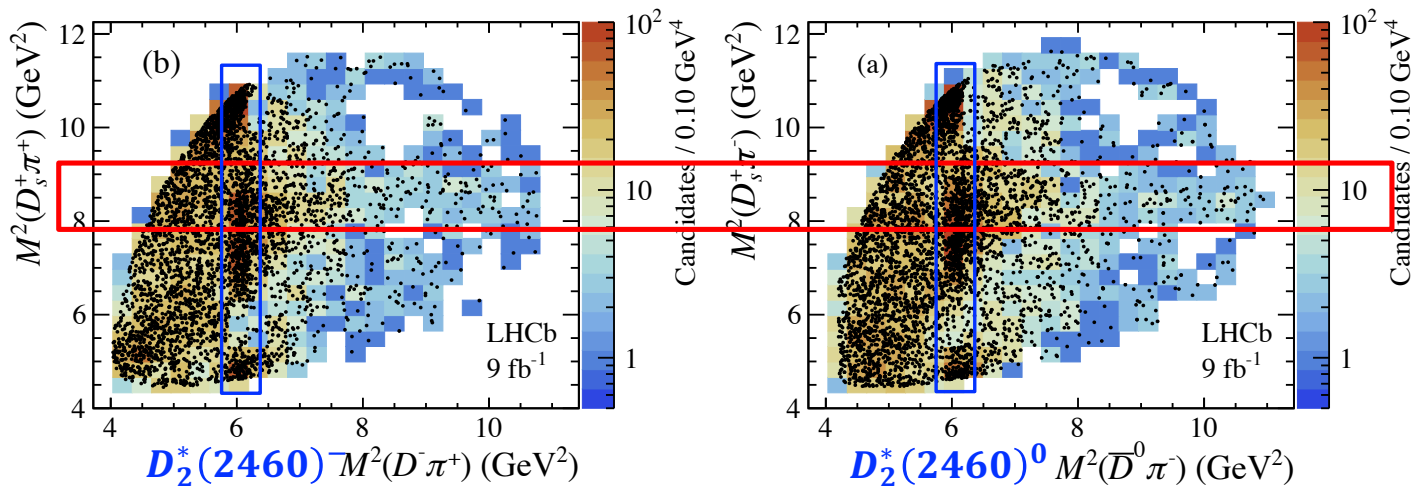 M²(D_s⁺π⁺) (GeV²)
12
10
8
6
4
(b)
LHCb
9 fb⁻¹
4 6 8 10
D₂*(2460)⁻ M²(D⁻π⁺) (GeV²)
10²
10
1
Candidates / 0.10 GeV⁴
M²(D_s⁺π⁻) (GeV²)
12
10
8
6
4
(a)
LHCb
9 fb⁻¹
4 6 8 10
D₂*(2460)⁰ M²(D̅⁰π⁻) (GeV²)
10²
10
1
Candidates / 0.10 GeV⁴